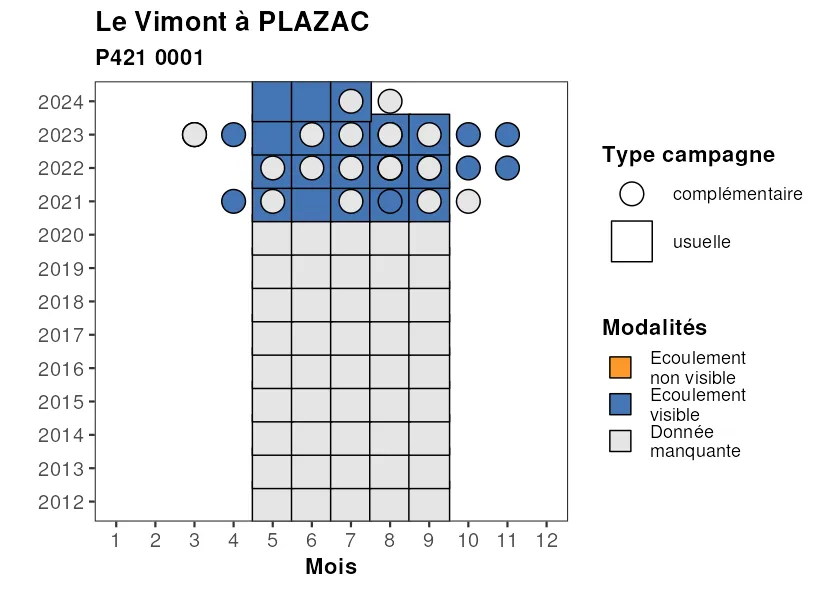 Le Vimont à PLAZAC
P421 0001
2024
2023
2022
2021
2020
2019
2018
2017
2016
2015
2014
2013
2012
1 2 3 4 5 6 7 8 9 10 11 12
Mois
Type campagne
complémentaire
usuelle
Modalités
Ecoulement
non visible
Ecoulement
visible
Donnée
manquante